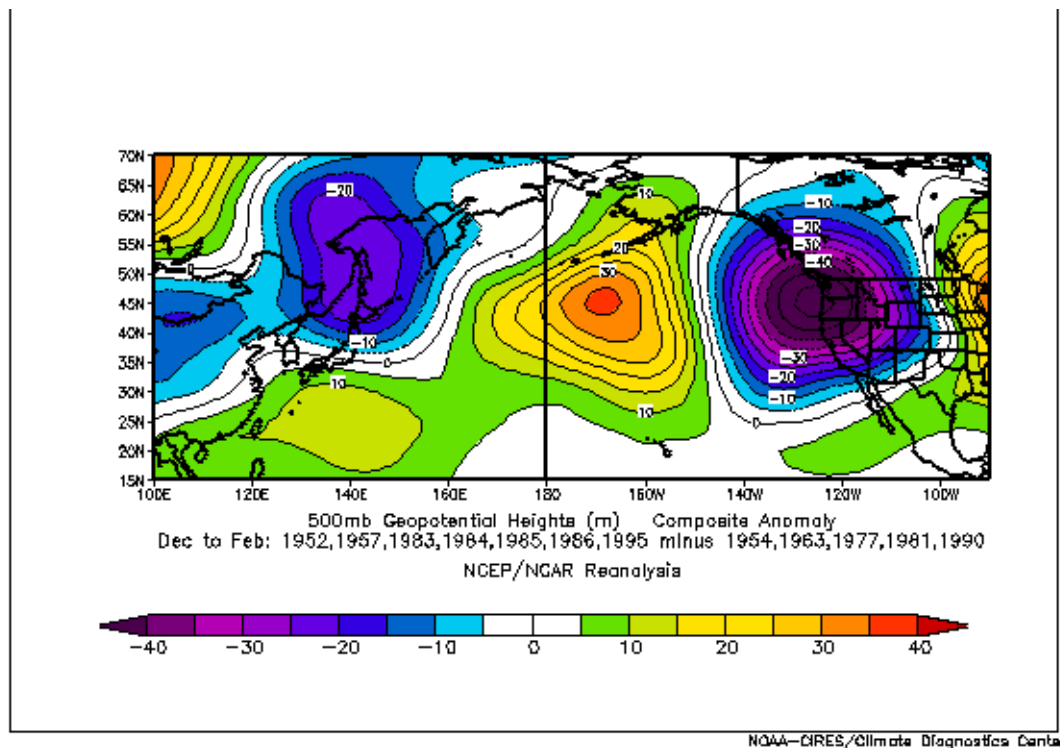 70N
65N
60N
55N
50N
45N
40N
35N
30N
25N
20N
15N
100E 120E 140E 160E 180 160W 140W 120W 100W
-20
10
-10
-20
-30
-40
20
30
0
-10
0
10
10
-30
-20
-10
0
500mb Geopotential Heights (m) Composite Anomaly
Dec to Feb: 1952,1957,1983,1984,1985,1986,1995 minus 1954,1963,1977,1981,1990
NCEP/NCAR Reanalysis
-40 -30 -20 -10 0 10 20 30 40
NOAA-CIRES/Climate Diagnostics Cente